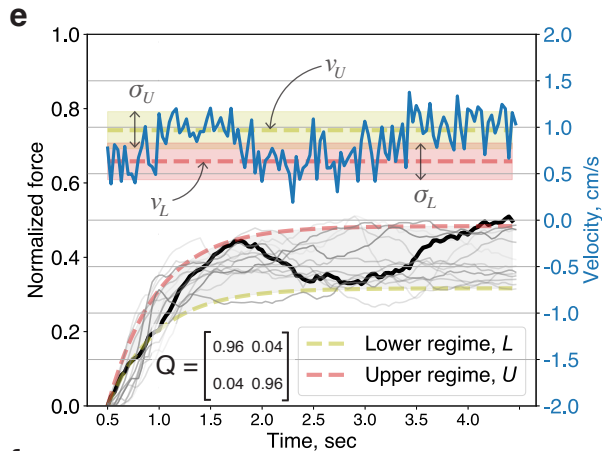 e
1.0
0.8
0.6
0.4
0.2
0.0
Normalized force
2.0
1.5
1.0
0.5
0.0
-0.5
-1.0
-1.5
-2.0
Velocity, cm/s
σU
νU
νL
σL
Q = [0.96 0.04
0.04 0.96]
Lower regime, L
Upper regime, U
0.5 1.0 1.5 2.0 2.5 3.0 3.5 4.0
Time, sec